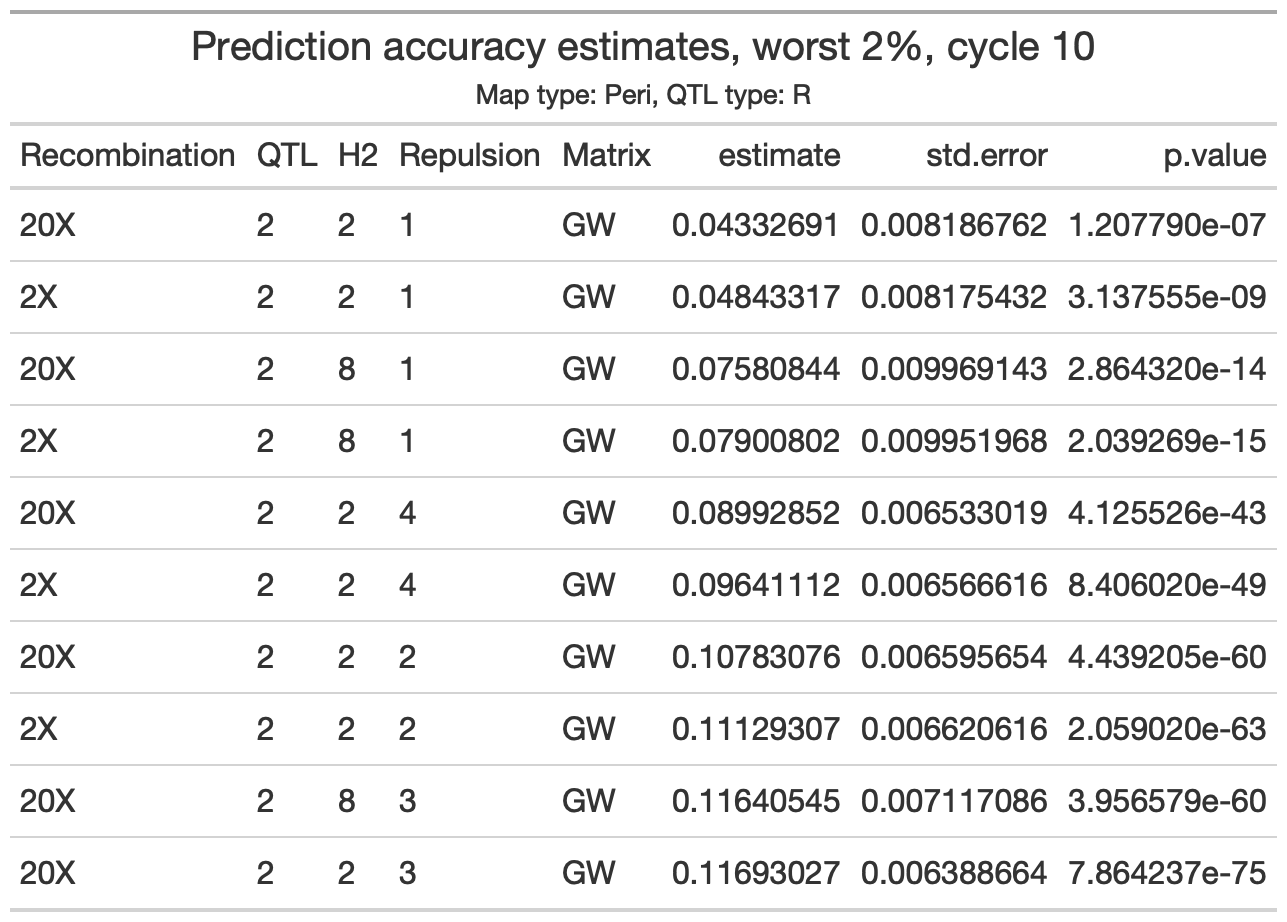 Prediction accuracy estimates, worst 2%, cycle 10
Map type: Peri, QTL type: R
Recombination QTL H2 Repulsion Matrix estimate std.error p.value
20X 2 2 1 GW 0.04332691 0.008186762 1.207790e-07
2X 2 2 1 GW 0.04843317 0.008175432 3.137555e-09
20X 2 8 1 GW 0.07580844 0.009969143 2.864320e-14
2X 2 8 1 GW 0.07900802 0.009951968 2.039269e-15
20X 2 2 4 GW 0.08992852 0.006533019 4.125526e-43
2X 2 2 4 GW 0.09641112 0.006566616 8.406020e-49
20X 2 2 2 GW 0.10783076 0.006595654 4.439205e-60
2X 2 2 2 GW 0.11129307 0.006620616 2.059020e-63
20X 2 8 3 GW 0.11640545 0.007117086 3.956579e-60
20X 2 2 3 GW 0.11693027 0.006388664 7.864237e-75